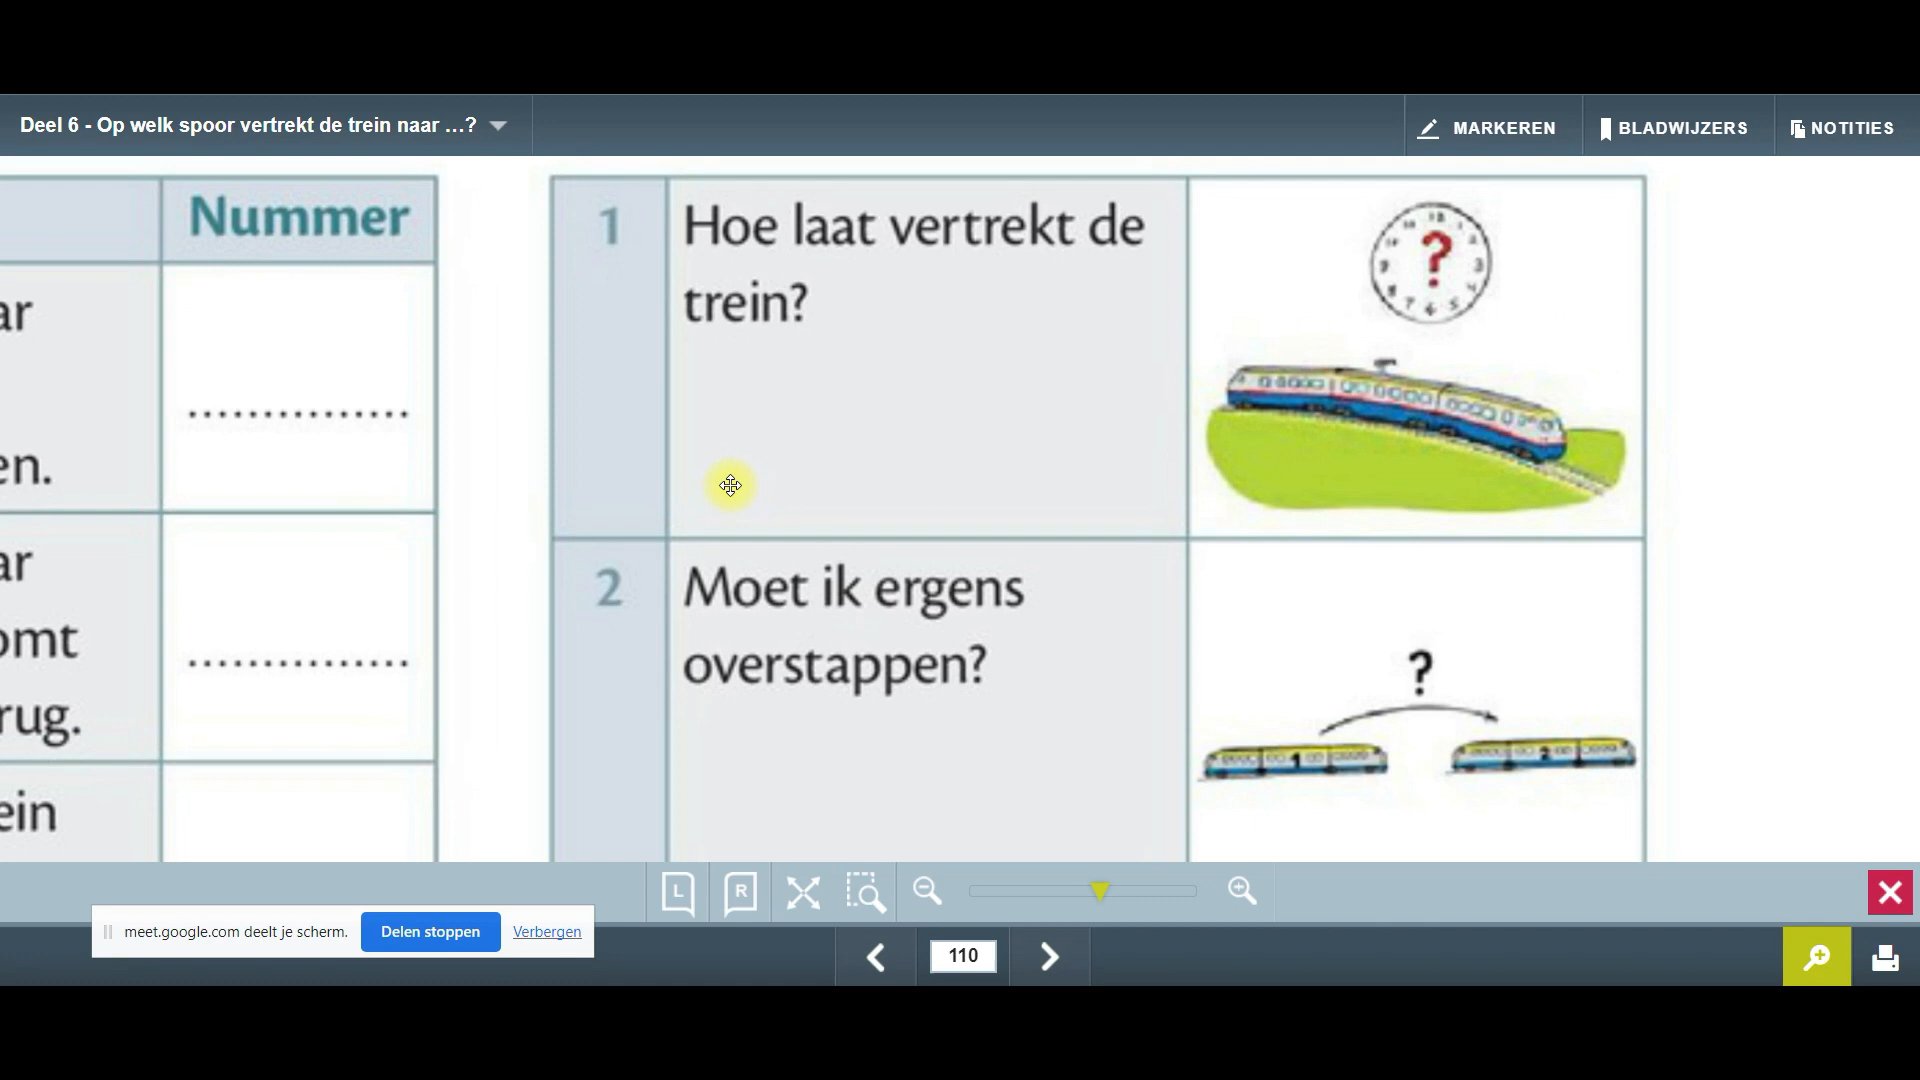 Deel 6 - Op welk spoor vertrekt de trein naar ...?
MARKEREN
BLADWIJZERS
NOTITIES
Nummer
ar
...............
en.
ar
omt
...............
rug.
ein
1
Hoe laat vertrekt de
trein?
?
2
Moet ik ergens
overstappen?
?
1
2
L
R
meet.google.com deelt je scherm.
Delen stoppen
Verbergen
110